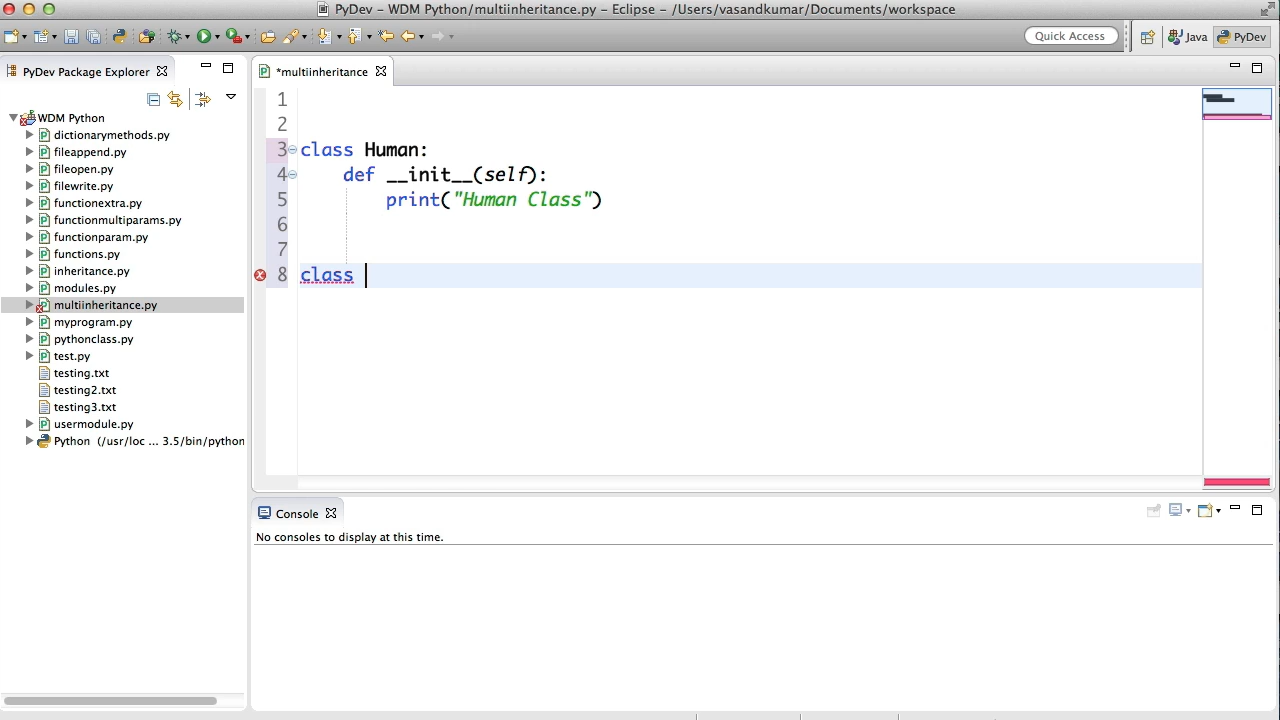 PyDev - WDM Python/multiinheritance.py - Eclipse - /Users/vasandkumar/Documents/workspace
Quick Access
Java
PyDev
PyDev Package Explorer
*multiinheritance
WDM Python
dictionarymethods.py
fileappend.py
fileopen.py
filewrite.py
functionextra.py
functionmultiparams.py
functionparam.py
functions.py
inheritance.py
modules.py
multiinheritance.py
myprogram.py
pythonclass.py
test.py
testing.txt
testing2.txt
testing3.txt
usermodule.py
Python (/usr/loc ... 3.5/bin/python
1
2
3 class Human:
4 def __init__(self):
5 print("Human Class")
6
7
8 class
Console
No consoles to display at this time.